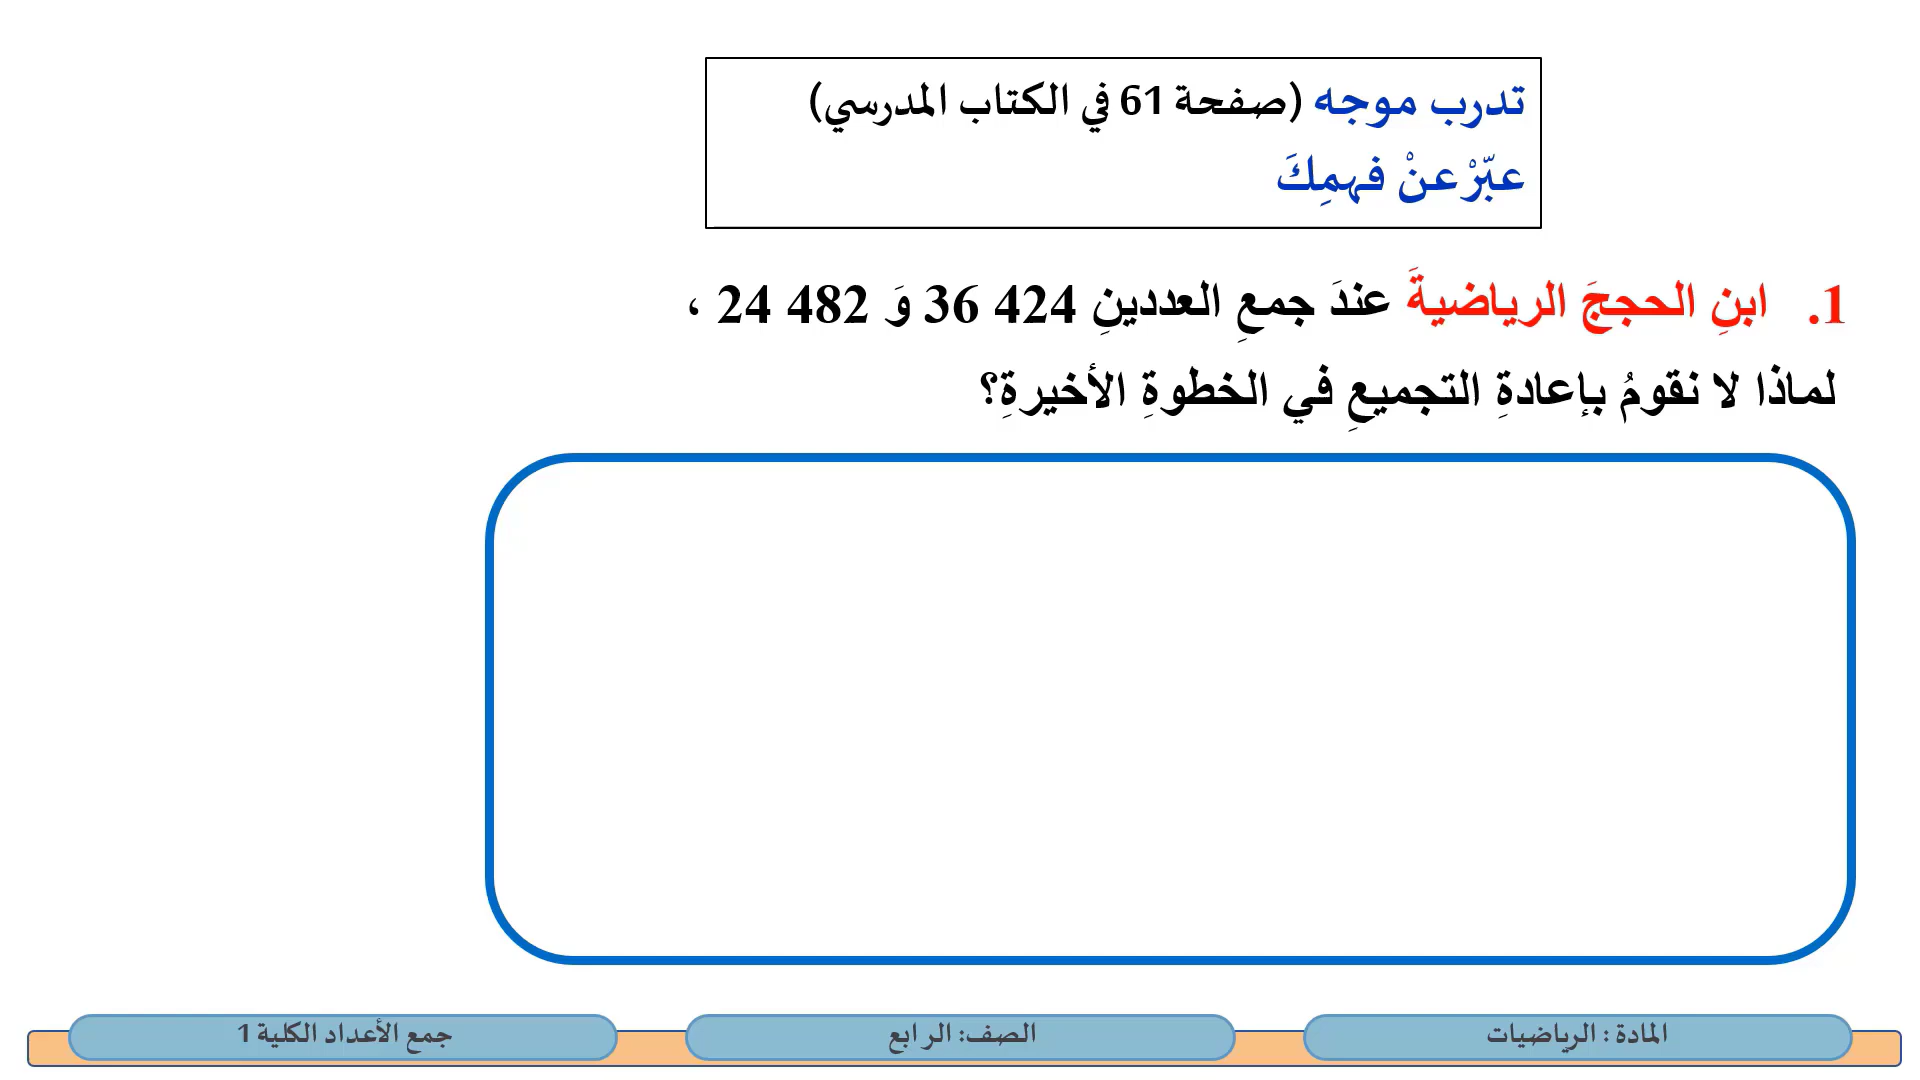 تدرب موجه (صفحة 61 في الكتاب المدرسي)
عبّرْ عنْ فهمِكَ
1. ابنِ الحججَ الرياضيةَ عندَ جمعِ العددينِ 424 36 وَ 482 24 ،
لماذا لا نقومُ بإعادةِ التجميعِ في الخطوةِ الأخيرةِ؟
المادة : الرياضيات
الصف: الرابع
جمع الأعداد الكلية 1